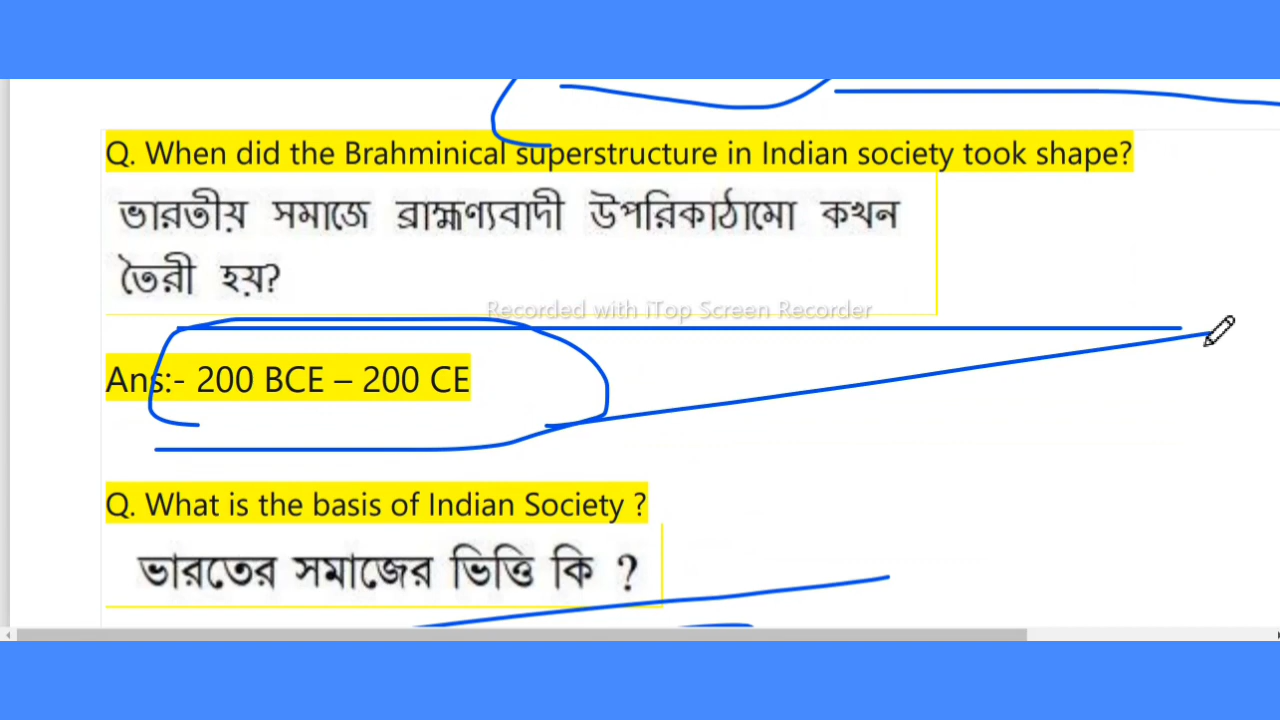 Q. When did the Brahminical superstructure in Indian society took shape?
ভারতীয় সমাজে ব্রাহ্মণ্যবাদী উপরিকাঠামো কখন
তৈরী হয়?
Recorded with iTop Screen Recorder
Ans:- 200 BCE – 200 CE
Q. What is the basis of Indian Society ?
ভারতের সমাজের ভিত্তি কি ?